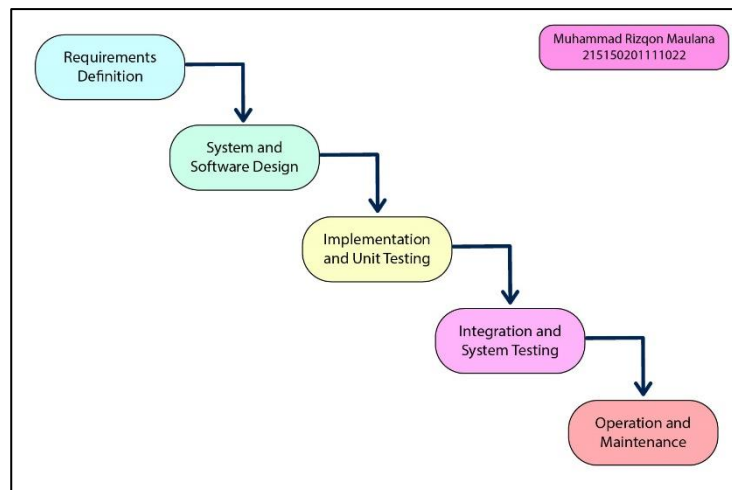 Muhammad Rizqon Maulana
215150201111022
Requirements
Definition
System and
Software Design
Implementation
and Unit Testing
Integration and
System Testing
Operation and
Maintenance